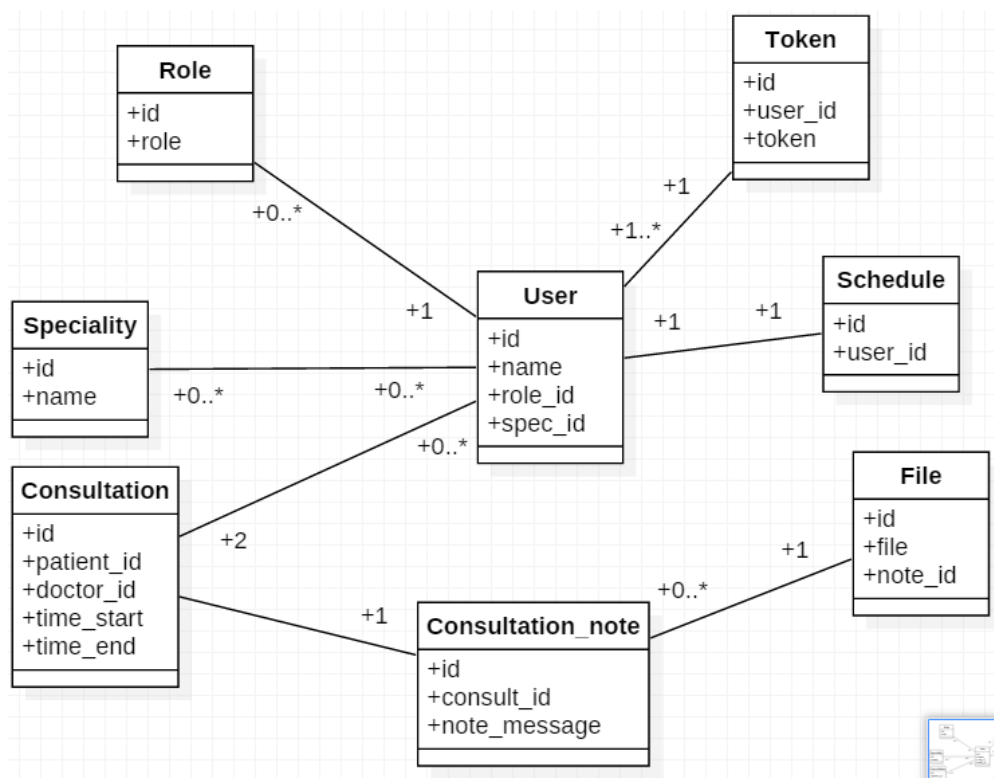 Role
+id
+role
Token
+id
+user_id
+token
+0..*
+1
+1
+1..*
Speciality
+id
+name
+0..*
+0..*
User
+id
+name
+role_id
+spec_id
+1
+1
Schedule
+id
+user_id
Consultation
+id
+patient_id
+doctor_id
+time_start
+time_end
+0..*
+2
+1
Consultation_note
+id
+consult_id
+note_message
+0..*
+1
File
+id
+file
+note_id